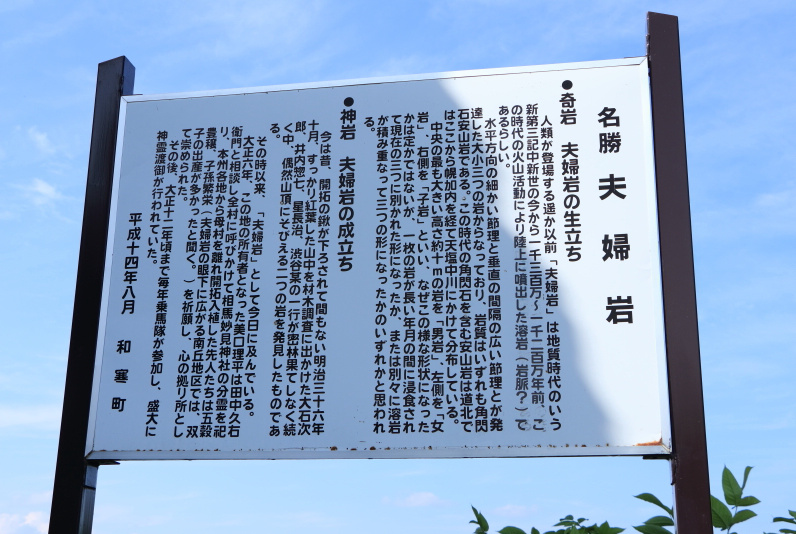 名勝 夫婦岩
●奇岩 夫婦岩の生立ち
人類が登場する遥か以前「夫婦岩」は地質時代のいう
新第三記中新世の今から一千三百万~一千二百万年前、こ
の時代の火山活動により陸上に噴出した溶岩(岩脈?)で
あるらしい。
水平方向の細かい節理と垂直の間隔の広い節理とが発
達した大小三つの岩からなっており、岩質はいずれも角閃
石安山岩である。この時代の角閃石を含む安山岩は道北で
はここから幌加内を経て天塩中川にかけて分布している。
中央の最も大きい高さ約十mの岩を「男岩」、左側を「女
岩」、右側を「子岩」といい、なぜこの様な形状になった
かは定かではないが、一枚の岩が長い年月の間に浸食され
て現在の三つに別かれた形になったか、または別々に溶岩
が積み重なって三つの形になったかのいずれかと思われ
る。
●神岩 夫婦岩の成立ち
今は昔、開拓の鍬が下ろされて間もない明治三十六年
十月、すっかり紅葉した山中を材木調査に出かけた大石次
郎、井内惣七、星長治、渋谷某の一行が密林果てしなく続
く中、偶然山頂にそびえる二つの岩を発見したものであ
る。
その時以来、「夫婦岩」として今日に及んでいる。
大正六年、この地の所有者となった美口理平は田中久右
衛門と相談し全村に呼びかけて相馬妙見神社の分霊を祀
り、本州各地から母村を離れ開拓入植した先人たちは五穀
豊穣、子孫繁栄(夫婦岩の眼下に広がる南丘地区では、双
子の出産が多かったと聞く。)を祈願し、心の拠り所とし
て崇められた。
その後、大正十二年頃まで毎年乗馬隊が参加し、盛大に
神霊渡御が行われていた。
平成十四年八月 和寒町